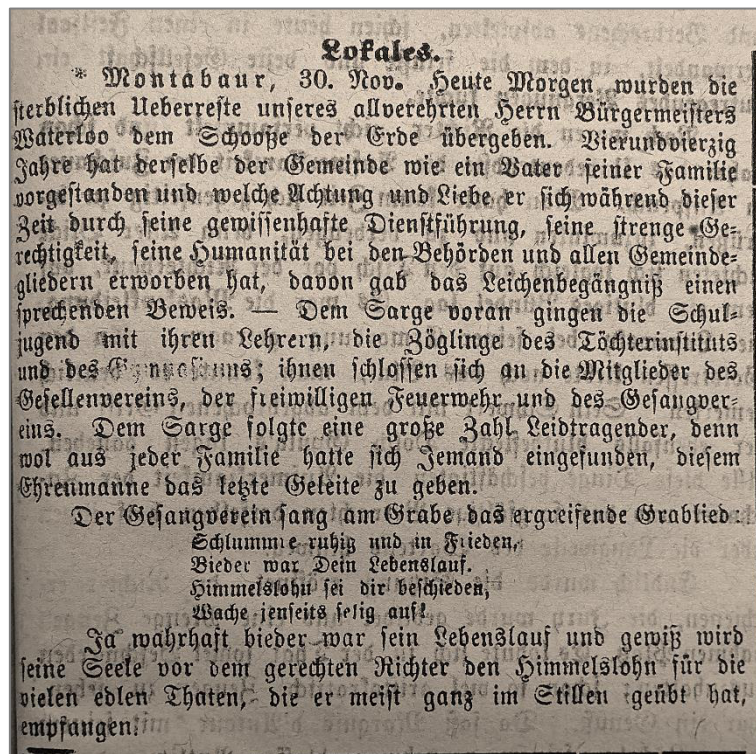 Lokales.
* Montabaur, 30. Nov. Heute Morgen wurden die
sterblichen Ueberreste unseres allverehrten Herrn Bürgermeisters
Waterloo dem Schooße der Erde übergeben. Vierundvierzig
Jahre hat derselbe der Gemeinde wie ein Vater seiner Familie
vorgestanden und welche Achtung und Liebe er sich während dieser
Zeit durch seine gewissenhafte Dienstführung, seine strenge Ge-
rechtigkeit, seine Humanität bei den Behörden und allen Gemeinde-
gliedern erworben hat, davon gab das Leichenbegängniß einen
sprechenden Beweis. — Dem Sarge voran gingen die Schul-
jugend mit ihren Lehrern, die Zöglinge des Töchterinstituts
und des Gymnasiums; ihnen schlossen sich an die Mitglieder des
Gesellenvereins, der freiwilligen Feuerwehr und des Gesangver-
eins. Dem Sarge folgte eine große Zahl Leidtragender, denn
wol aus jeder Familie hatte sich Jemand eingefunden, diesem
Ehrenmanne das letzte Geleite zu geben.
Der Gesangverein sang am Grabe das ergreifende Grablied:
Schlummre ruhig und in Frieden,
Bieder war Dein Lebenslauf.
Himmelslohn sei dir beschieden,
Wache jenseits selig auf!
Ja wahrhaft bieder war sein Lebenslauf und gewiß wird
seine Seele vor dem gerechten Richter den Himmelslohn für die
vielen edlen Thaten, die er meist ganz im Stillen geübt hat,
empfangen.